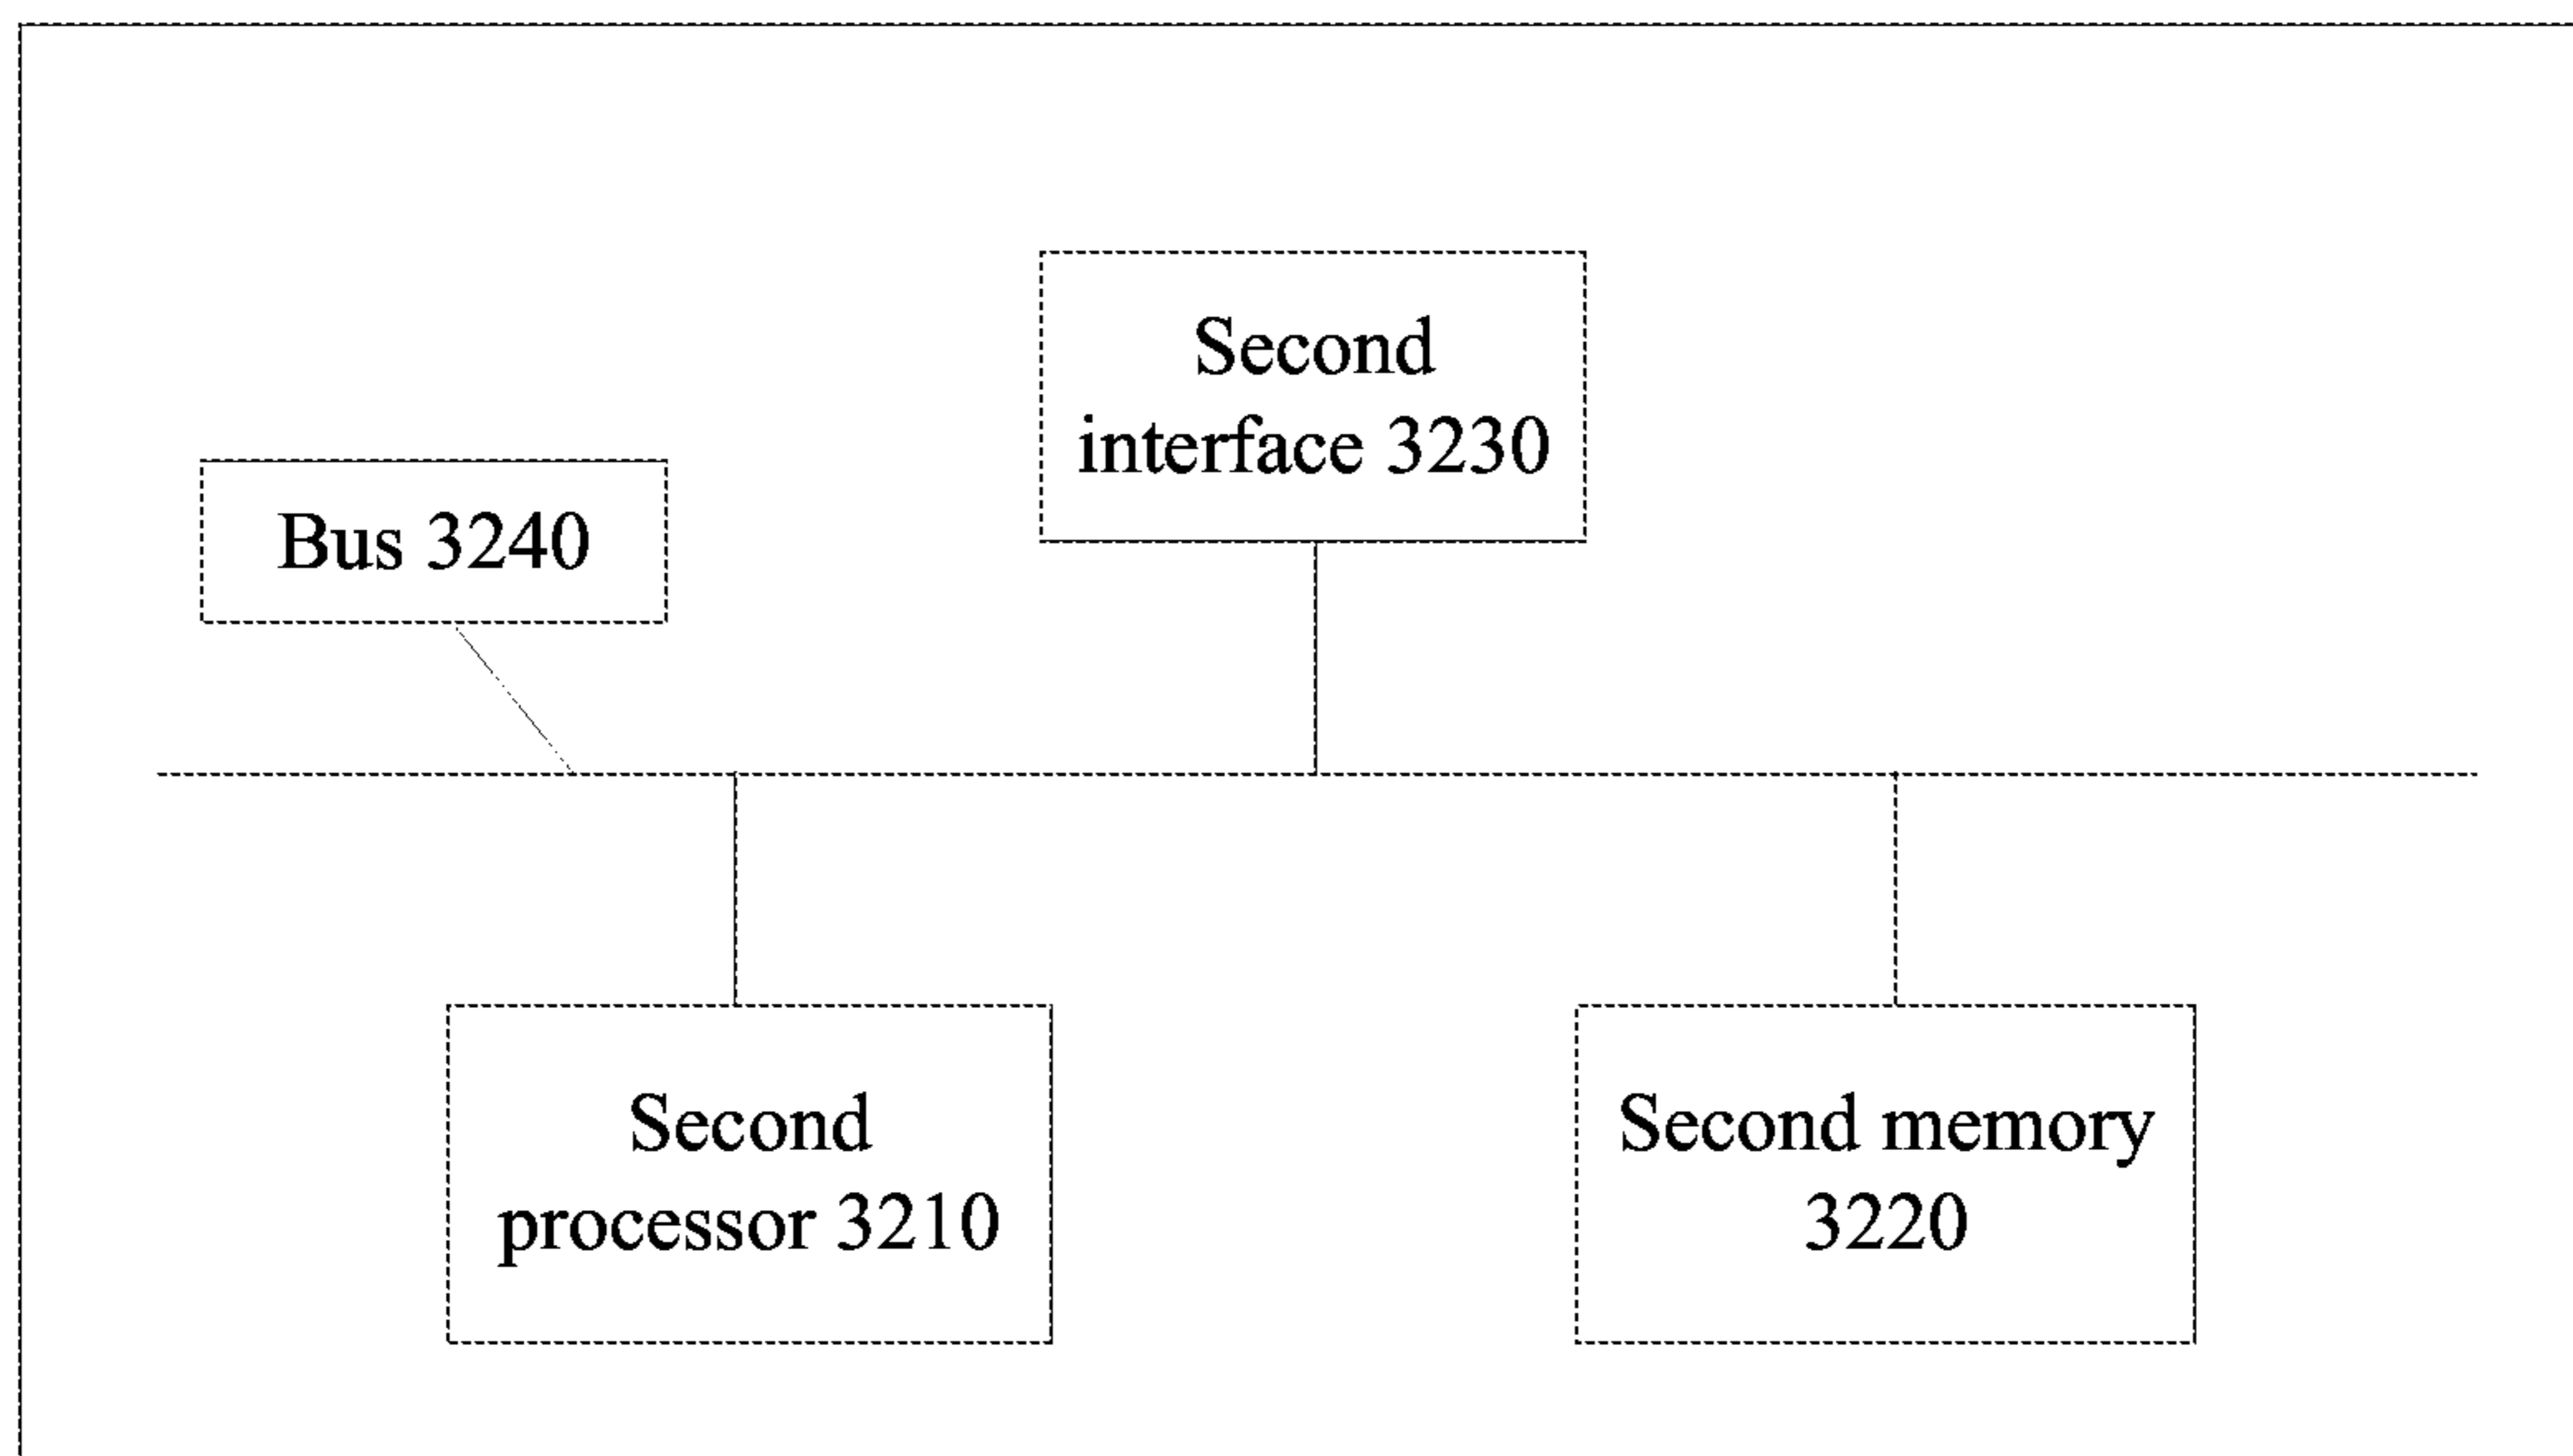 Second
interface 3230
Bus 3240
Second
processor 3210
Second memory
3220